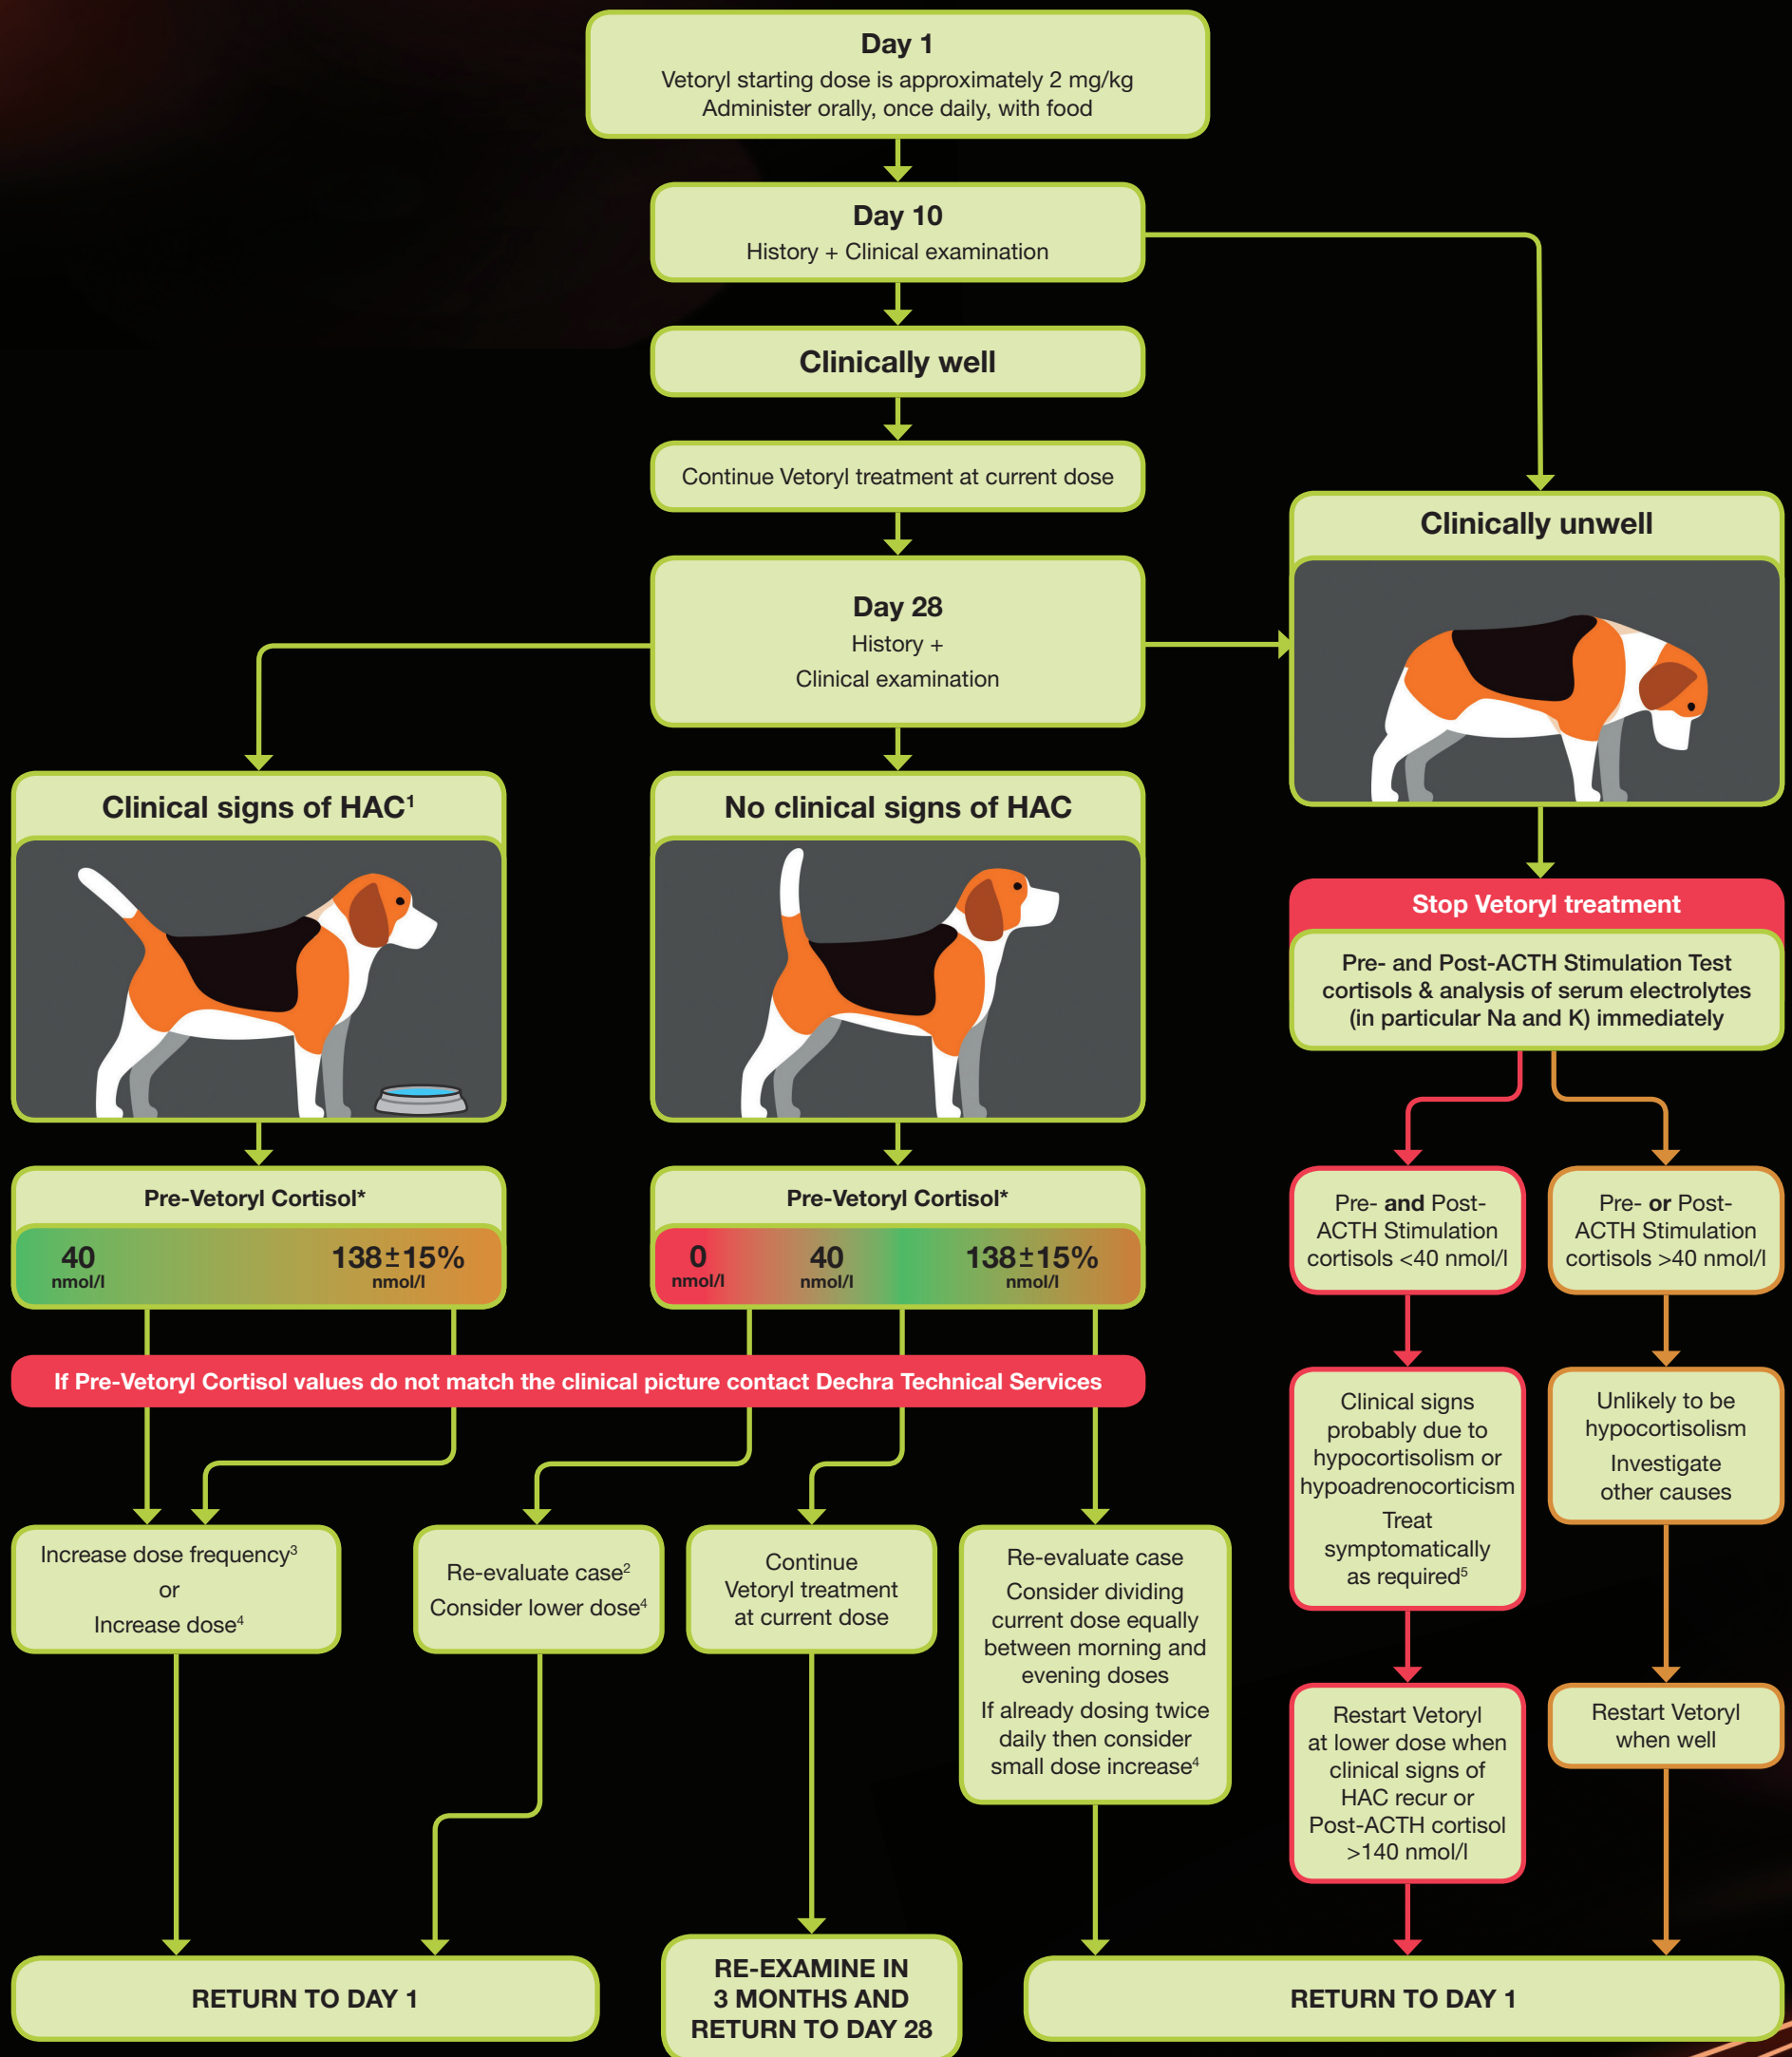 Day 1
Vetoryl starting dose is approximately 2 mg/kg
Administer orally, once daily, with food
Day 10
History + Clinical examination
Clinically well
Continue Vetoryl treatment at current dose
Day 28
History +
Clinical examination
Clinically unwell
Clinical signs of HAC¹
No clinical signs of HAC
Stop Vetoryl treatment
Pre- and Post-ACTH Stimulation Test
cortisols & analysis of serum electrolytes
(in particular Na and K) immediately
Pre-Vetoryl Cortisol*
40
nmol/l
138±15%
nmol/l
Pre-Vetoryl Cortisol*
0
nmol/l
40
nmol/l
138±15%
nmol/l
Pre- and Post-
ACTH Stimulation
cortisols <40 nmol/l
Pre- or Post-
ACTH Stimulation
cortisols >40 nmol/l
If Pre-Vetoryl Cortisol values do not match the clinical picture contact Dechra Technical Services
Clinical signs
probably due to
hypocortisolism or
hypoadrenocorticism
Treat
symptomatically
as required⁵
Unlikely to be
hypocortisolism
Investigate
other causes
Increase dose frequency³
or
Increase dose⁴
Re-evaluate case²
Consider lower dose⁴
Continue
Vetoryl treatment
at current dose
Re-evaluate case
Consider dividing
current dose equally
between morning and
evening doses
If already dosing twice
daily then consider
small dose increase⁴
Restart Vetoryl
at lower dose when
clinical signs of
HAC recur or
Post-ACTH cortisol
>140 nmol/l
Restart Vetoryl
when well
RETURN TO DAY 1
RE-EXAMINE IN
3 MONTHS AND
RETURN TO DAY 28
RETURN TO DAY 1